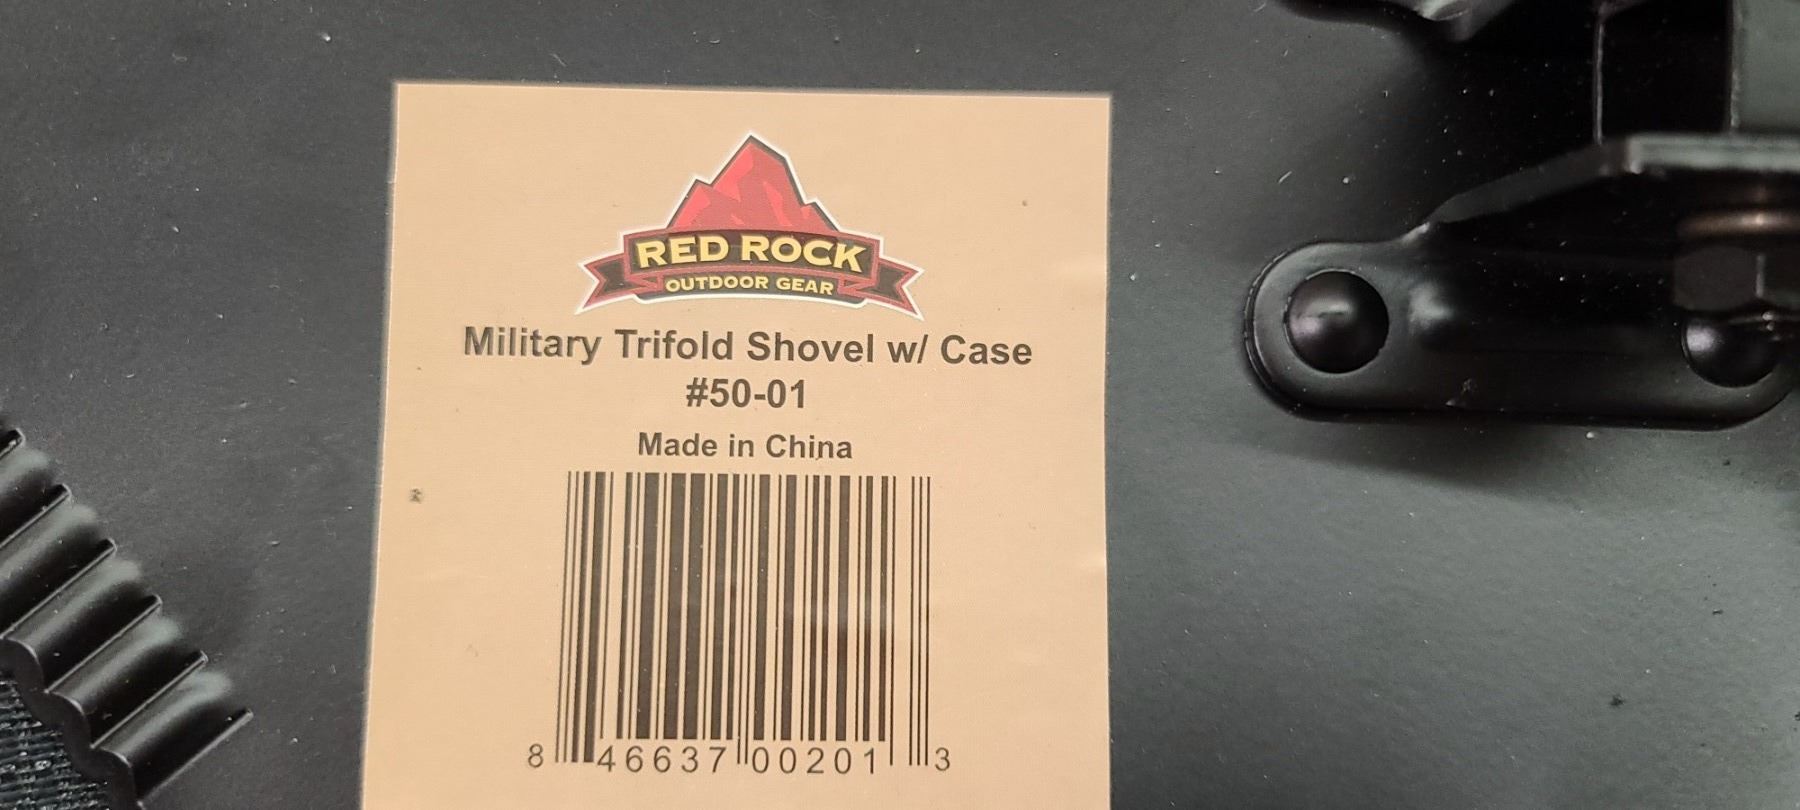 RED ROCK
OUTDOOR GEAR
Military Trifold Shovel w/ Case
#50-01
Made in China
8 46637 00201 3